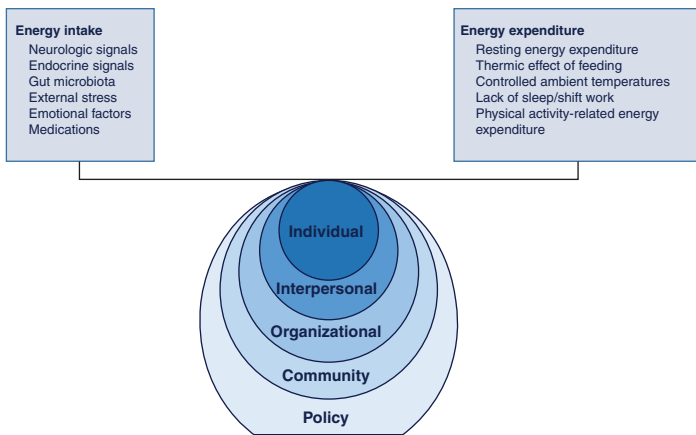 Energy intake
Neurologic signals
Endocrine signals
Gut microbiota
External stress
Emotional factors
Medications
Energy expenditure
Resting energy expenditure
Thermic effect of feeding
Controlled ambient temperatures
Lack of sleep/shift work
Physical activity-related energy
expenditure
Individual
Interpersonal
Organizational
Community
Policy